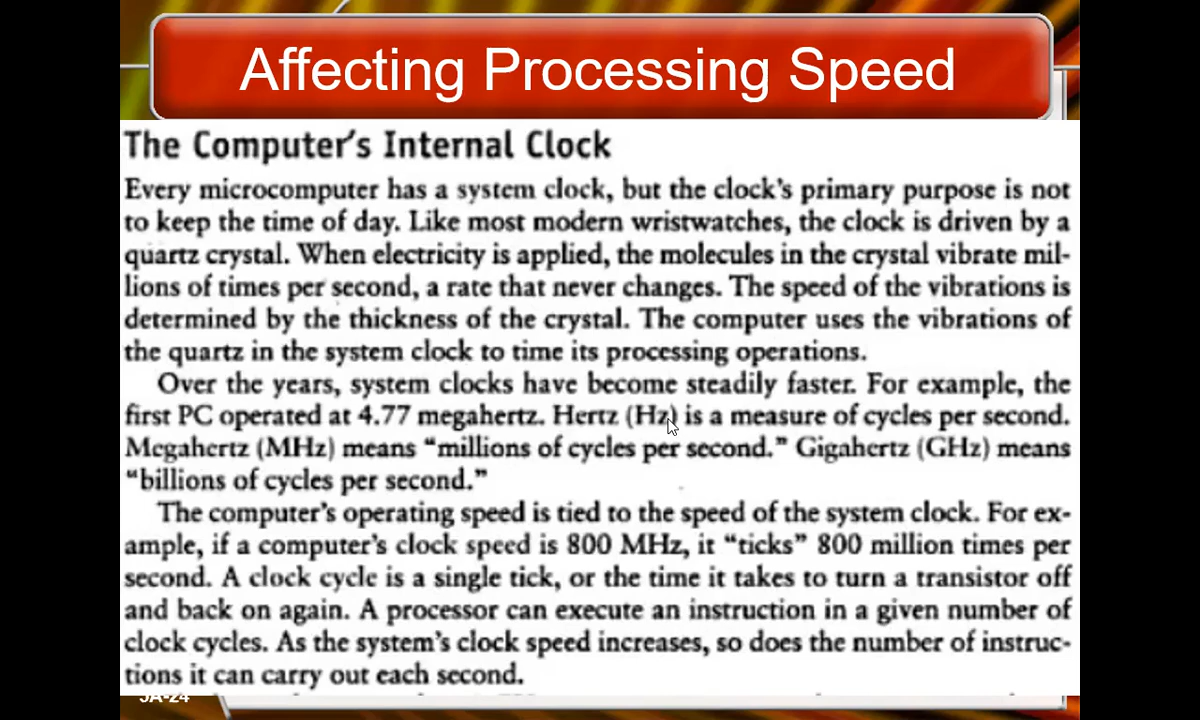 Affecting Processing Speed
The Computer's Internal Clock
Every microcomputer has a system clock, but the clock's primary purpose is not
to keep the time of day. Like most modern wristwatches, the clock is driven by a
quartz crystal. When electricity is applied, the molecules in the crystal vibrate mil-
lions of times per second, a rate that never changes. The speed of the vibrations is
determined by the thickness of the crystal. The computer uses the vibrations of
the quartz in the system clock to time its processing operations.
Over the years, system clocks have become steadily faster. For example, the
first PC operated at 4.77 megahertz. Hertz (Hz) is a measure of cycles per second.
Megahertz (MHz) means “millions of cycles per second.” Gigahertz (GHz) means
“billions of cycles per second.”
The computer's operating speed is tied to the speed of the system clock. For ex-
ample, if a computer's clock speed is 800 MHz, it “ticks” 800 million times per
second. A clock cycle is a single tick, or the time it takes to turn a transistor off
and back on again. A processor can execute an instruction in a given number of
clock cycles. As the system's clock speed increases, so does the number of instruc-
tions it can carry out each second.